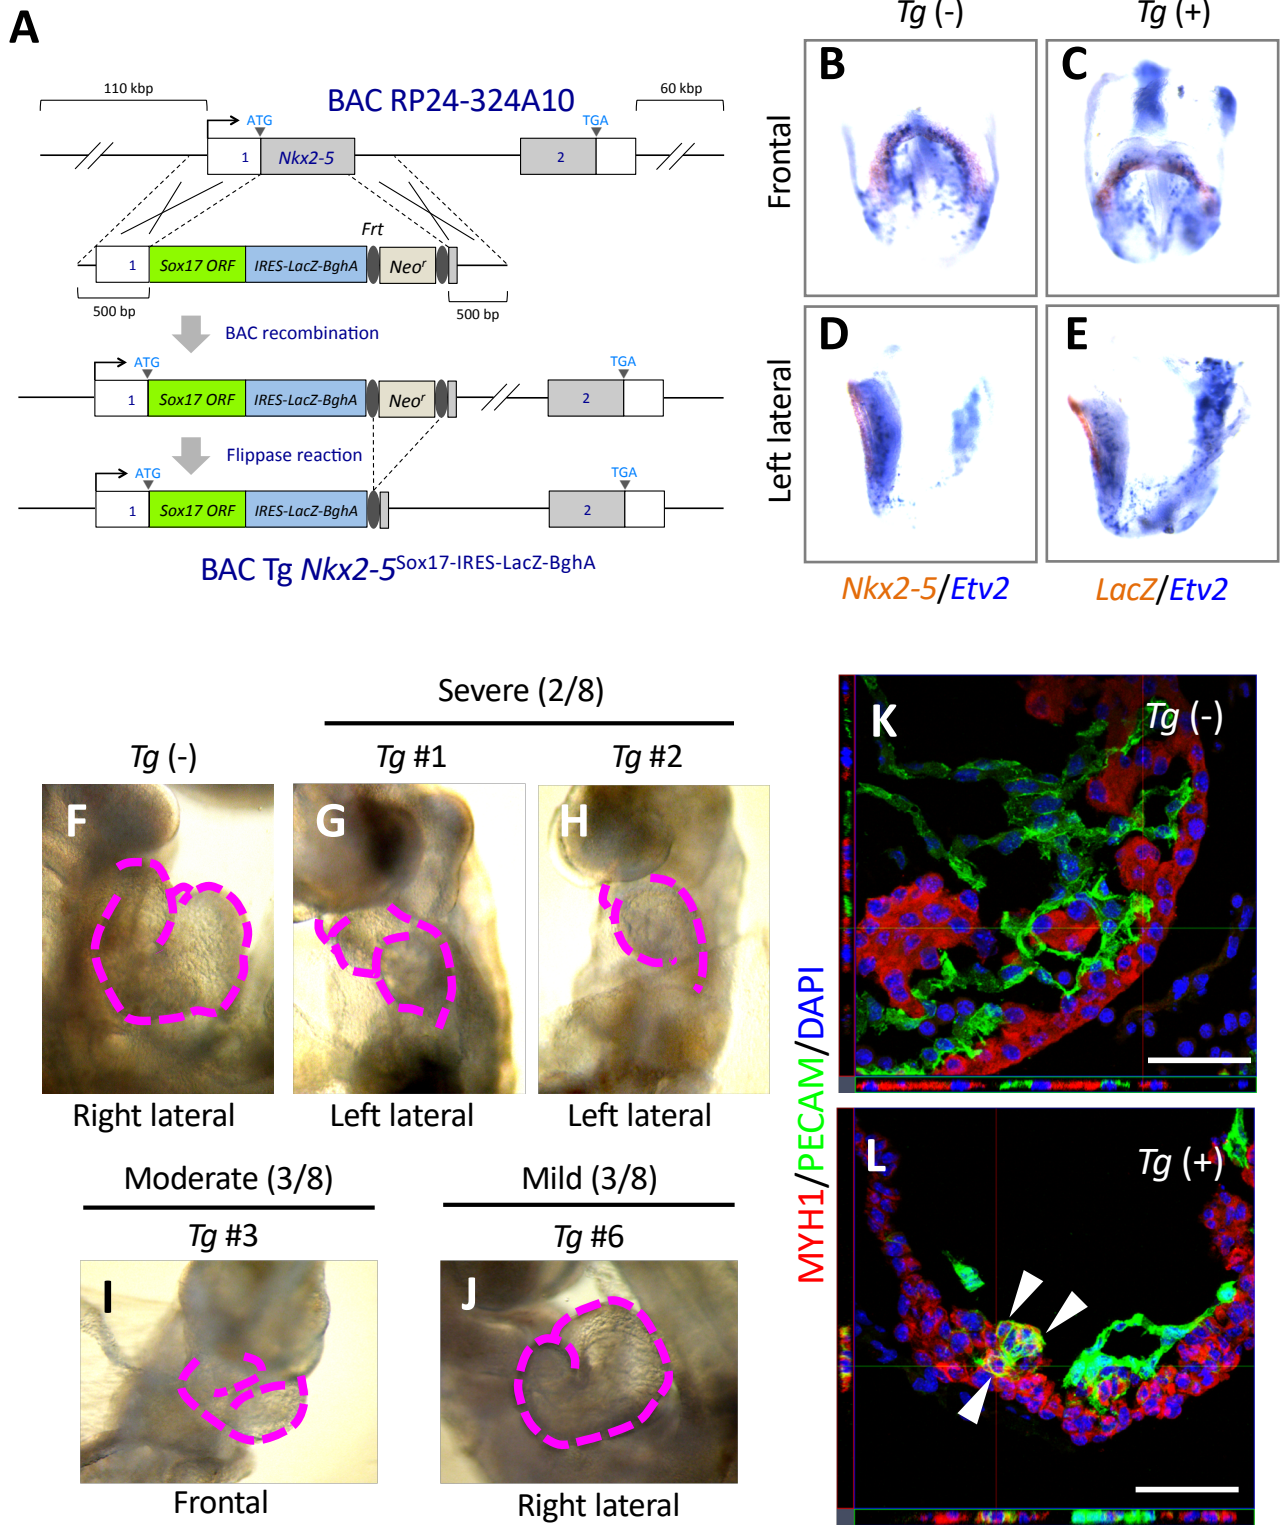 A
110 kbp
BAC RP24-324A10
60 kbp
ATG
TGA
1
Nkx2-5
2
Frt
1
Sox17 ORF
IRES-LacZ-BghA
Neoʳ
500 bp
500 bp
BAC recombination
ATG
TGA
1
Sox17 ORF
IRES-LacZ-BghA
Neoʳ
2
Flippase reaction
ATG
TGA
1
Sox17 ORF
IRES-LacZ-BghA
2
BAC Tg Nkx2-5Sox17-IRES-LacZ-BghA
Tg (-)
Tg (+)
Frontal
B
C
Left lateral
D
E
Nkx2-5/Etv2
LacZ/Etv2
Severe (2/8)
Tg (-)
Tg #1
Tg #2
F
G
H
Right lateral
Left lateral
Left lateral
Moderate (3/8)
Mild (3/8)
Tg #3
Tg #6
I
J
Frontal
Right lateral
MYH1/PECAM/DAPI
K
Tg (-)
L
Tg (+)